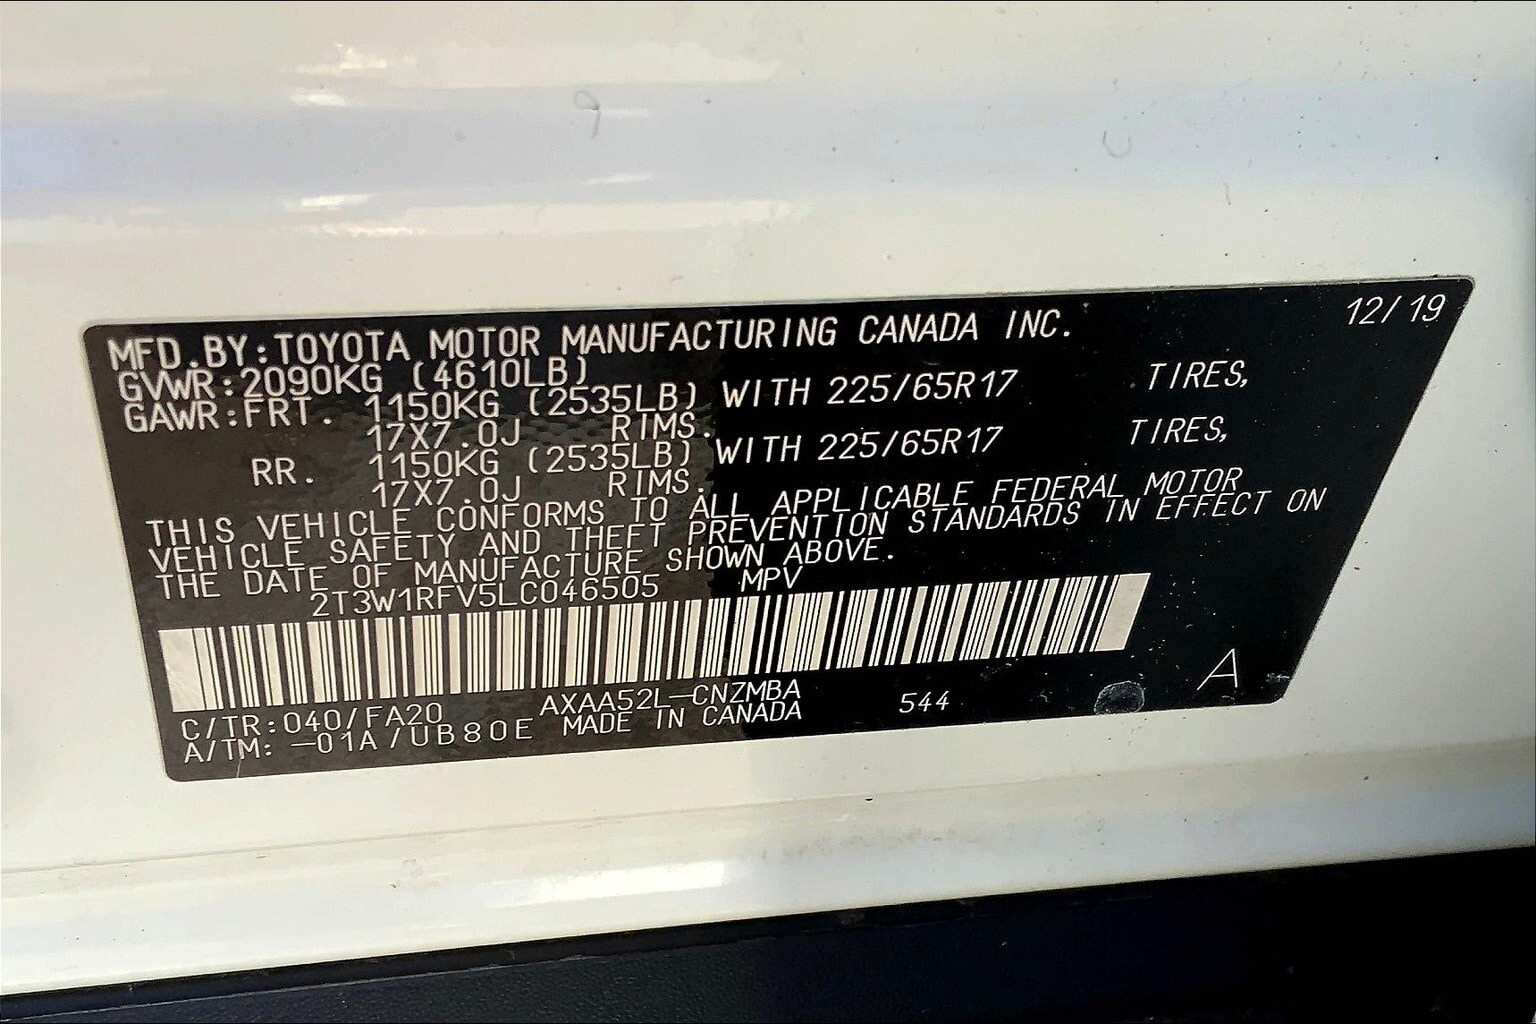 12/19
MFD.BY:TOYOTA MOTOR MANUFACTURING CANADA INC.
GVWR:2090KG (4610LB)
GAWR:FRT. 1150KG (2535LB) WITH 225/65R17 TIRES,
17X7.0J RIMS.
RR. 1150KG (2535LB) WITH 225/65R17 TIRES,
17X7.0J RIMS.
THIS VEHICLE CONFORMS TO ALL APPLICABLE FEDERAL MOTOR
VEHICLE SAFETY AND THEFT PREVENTION STANDARDS IN EFFECT ON
THE DATE OF MANUFACTURE SHOWN ABOVE.
2T3W1RFV5LC046505 MPV
C/TR:040/FA20 AXAA52L-CNZMBA 544 A
A/TM: -01A/UB80E MADE IN CANADA